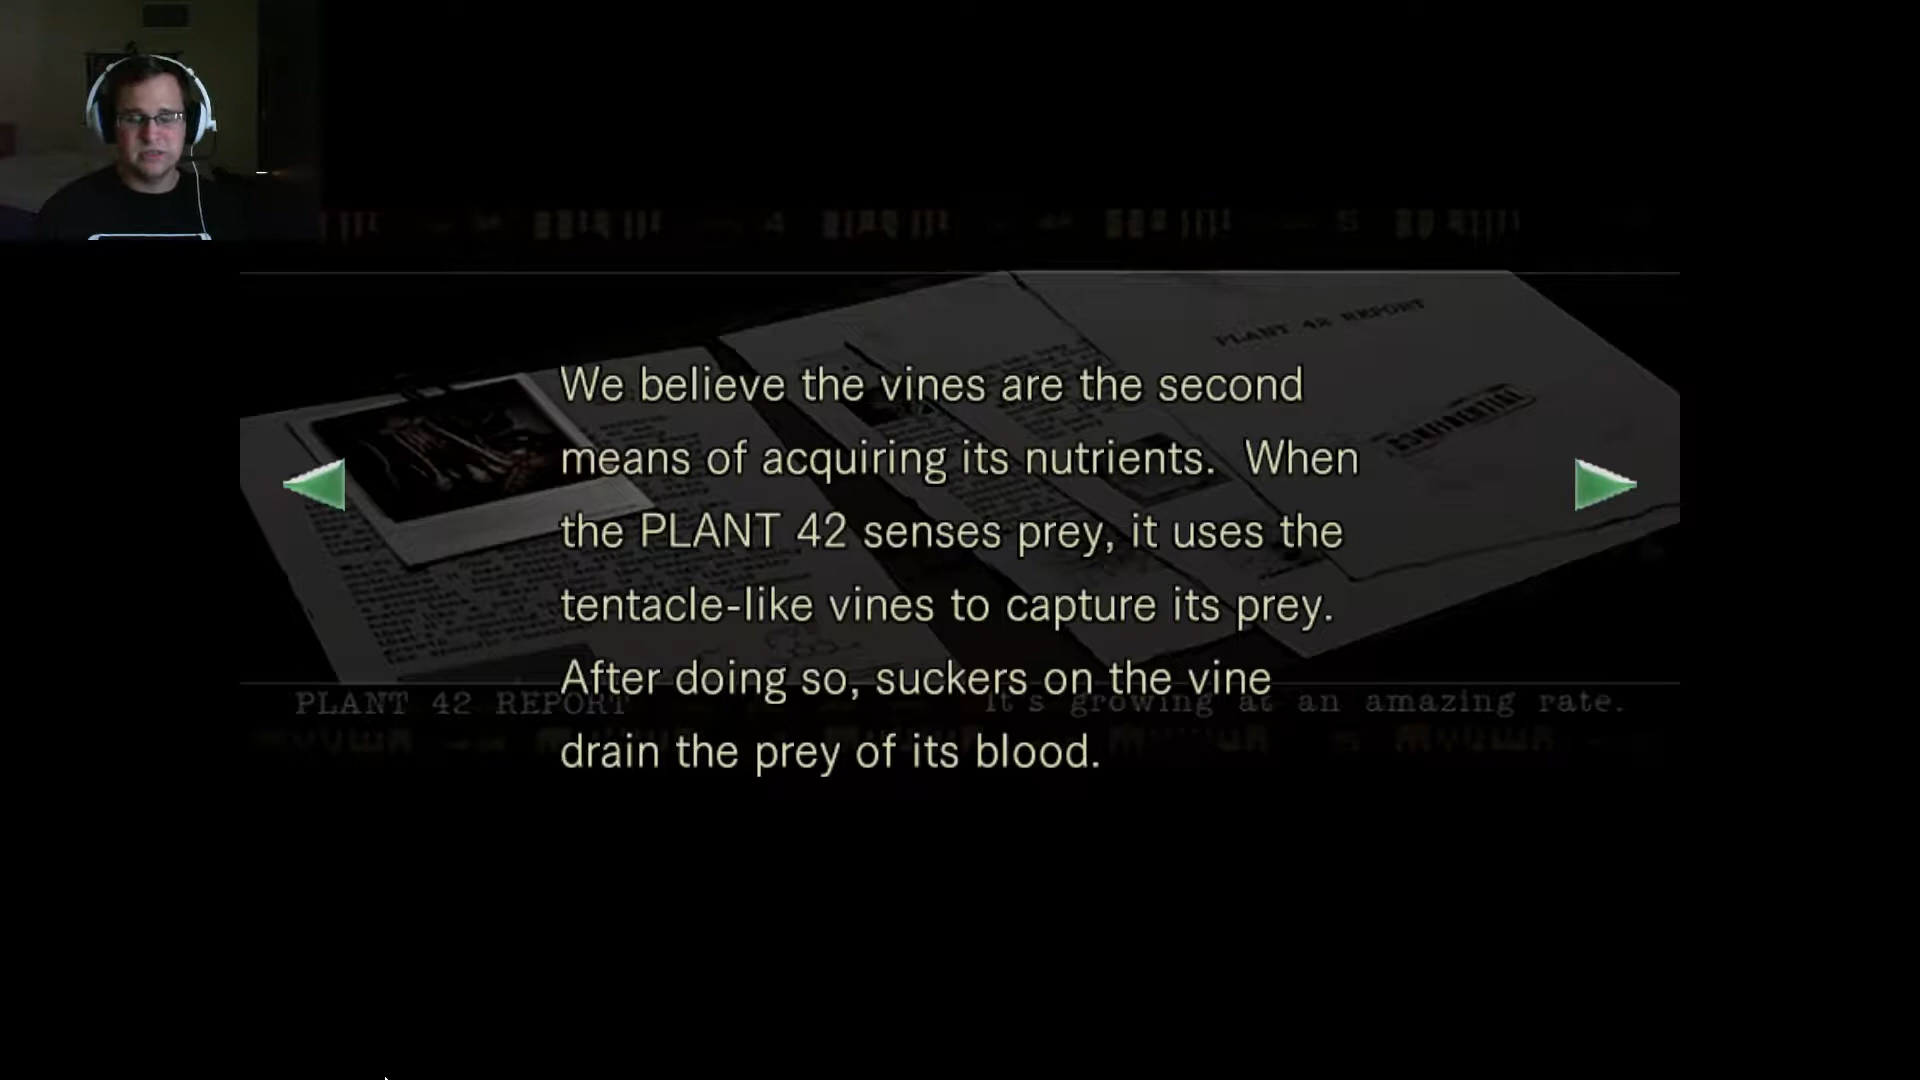 PLANT 42 REPORT
CONFIDENTIAL
We believe the vines are the second
means of acquiring its nutrients.  When
the PLANT 42 senses prey, it uses the
tentacle-like vines to capture its prey.
After doing so, suckers on the vine
drain the prey of its blood.
PLANT 42 REPORT
It's growing at an amazing rate.